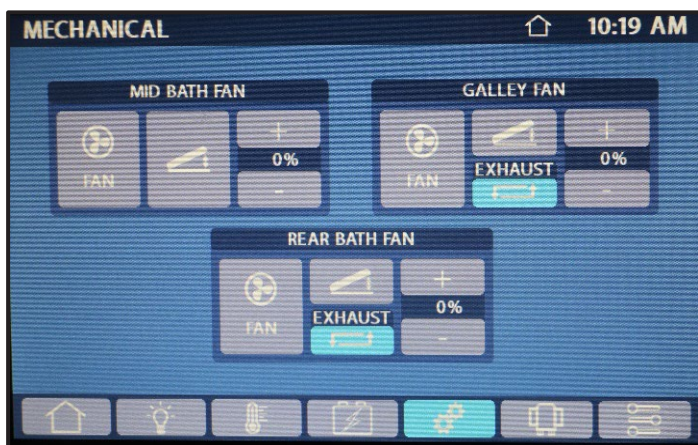 MECHANICAL 10:19 AM
MID BATH FAN
FAN
+
0%
-
GALLEY FAN
FAN
EXHAUST
+
0%
-
REAR BATH FAN
FAN
EXHAUST
+
0%
-